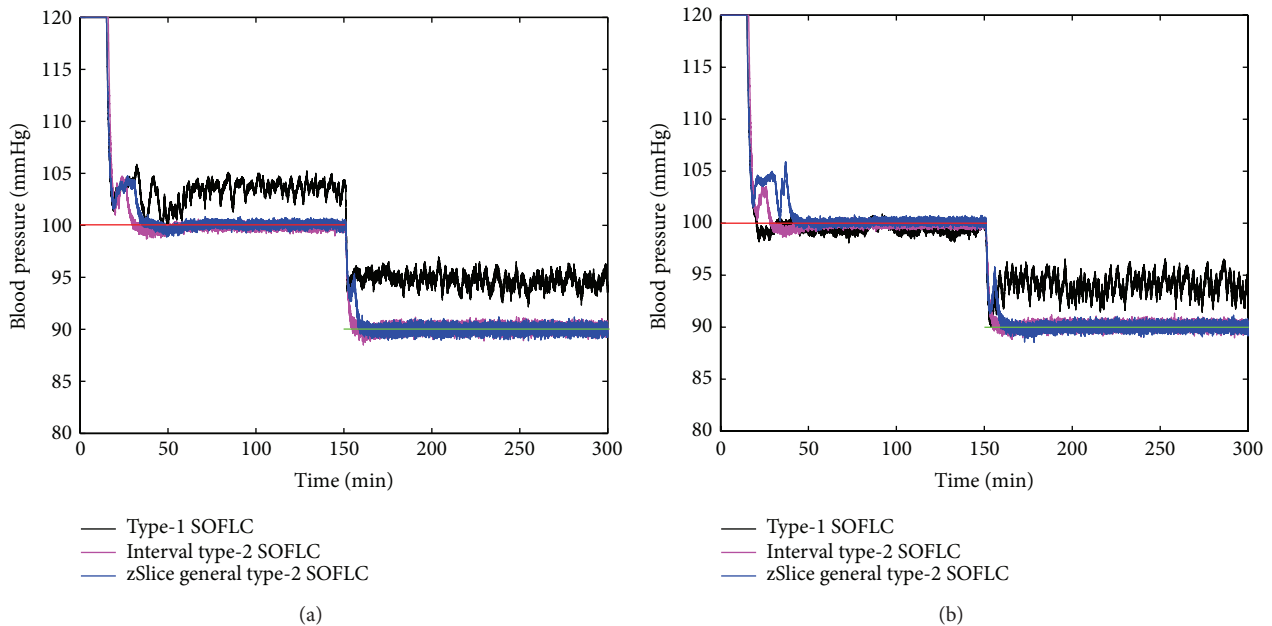 120
115
110
105
100
95
90
85
80
Blood pressure (mmHg)
0
50
100
150
200
250
300
Time (min)
Type-1 SOFLC
Interval type-2 SOFLC
zSlice general type-2 SOFLC
(a)
120
115
110
105
100
95
90
85
80
Blood pressure (mmHg)
0
50
100
150
200
250
300
Time (min)
Type-1 SOFLC
Interval type-2 SOFLC
zSlice general type-2 SOFLC
(b)